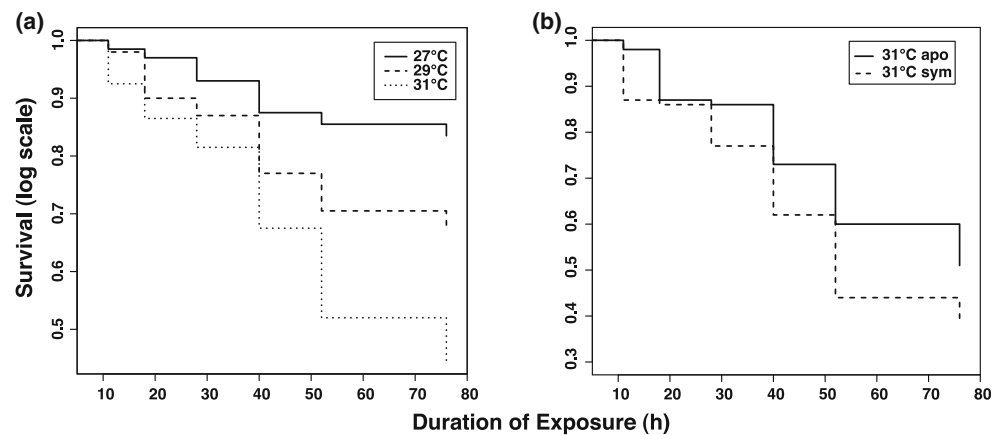 (a)
27°C
29°C
31°C
1.0
0.9
0.8
0.7
0.6
0.5
10 20 30 40 50 60 70 80
Survival (log scale)
(b)
31°C apo
31°C sym
1.0
0.9
0.8
0.7
0.6
0.5
0.4
0.3
10 20 30 40 50 60 70 80
Duration of Exposure (h)